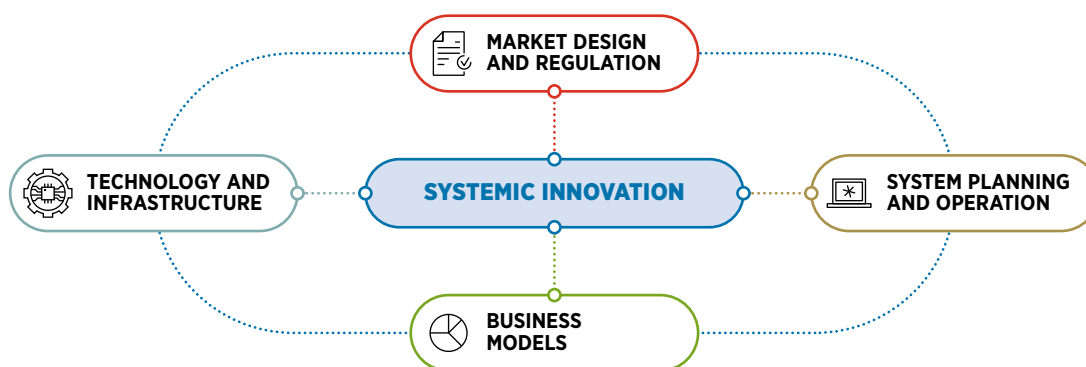 MARKET DESIGN
AND REGULATION
TECHNOLOGY AND
INFRASTRUCTURE
SYSTEMIC INNOVATION
SYSTEM PLANNING
AND OPERATION
BUSINESS
MODELS